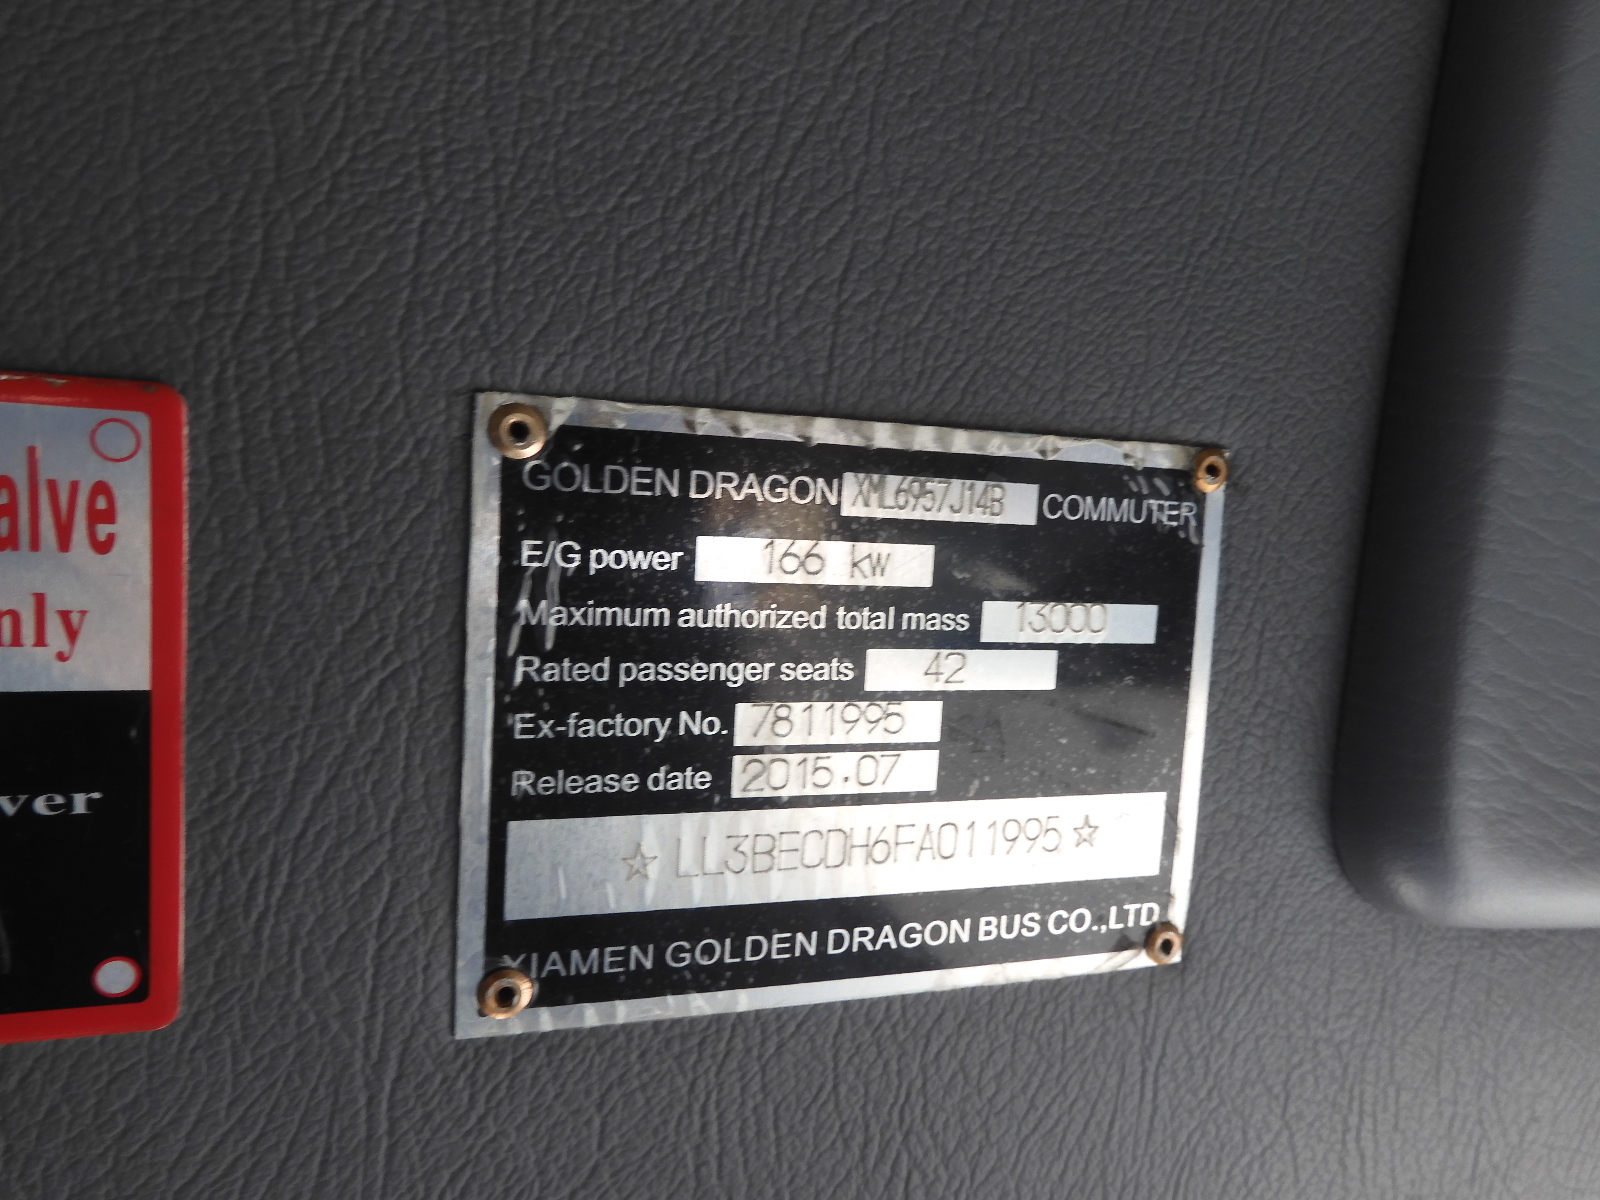 alve
nly
ver
GOLDEN DRAGON XML6957J14B COMMUTER
E/G power 166 kw
Maximum authorized total mass 13000
Rated passenger seats 42
Ex-factory No. 7811995
Release date 2015.07
☆ LL3BECDH6FA011995 ☆
XIAMEN GOLDEN DRAGON BUS CO.,LTD